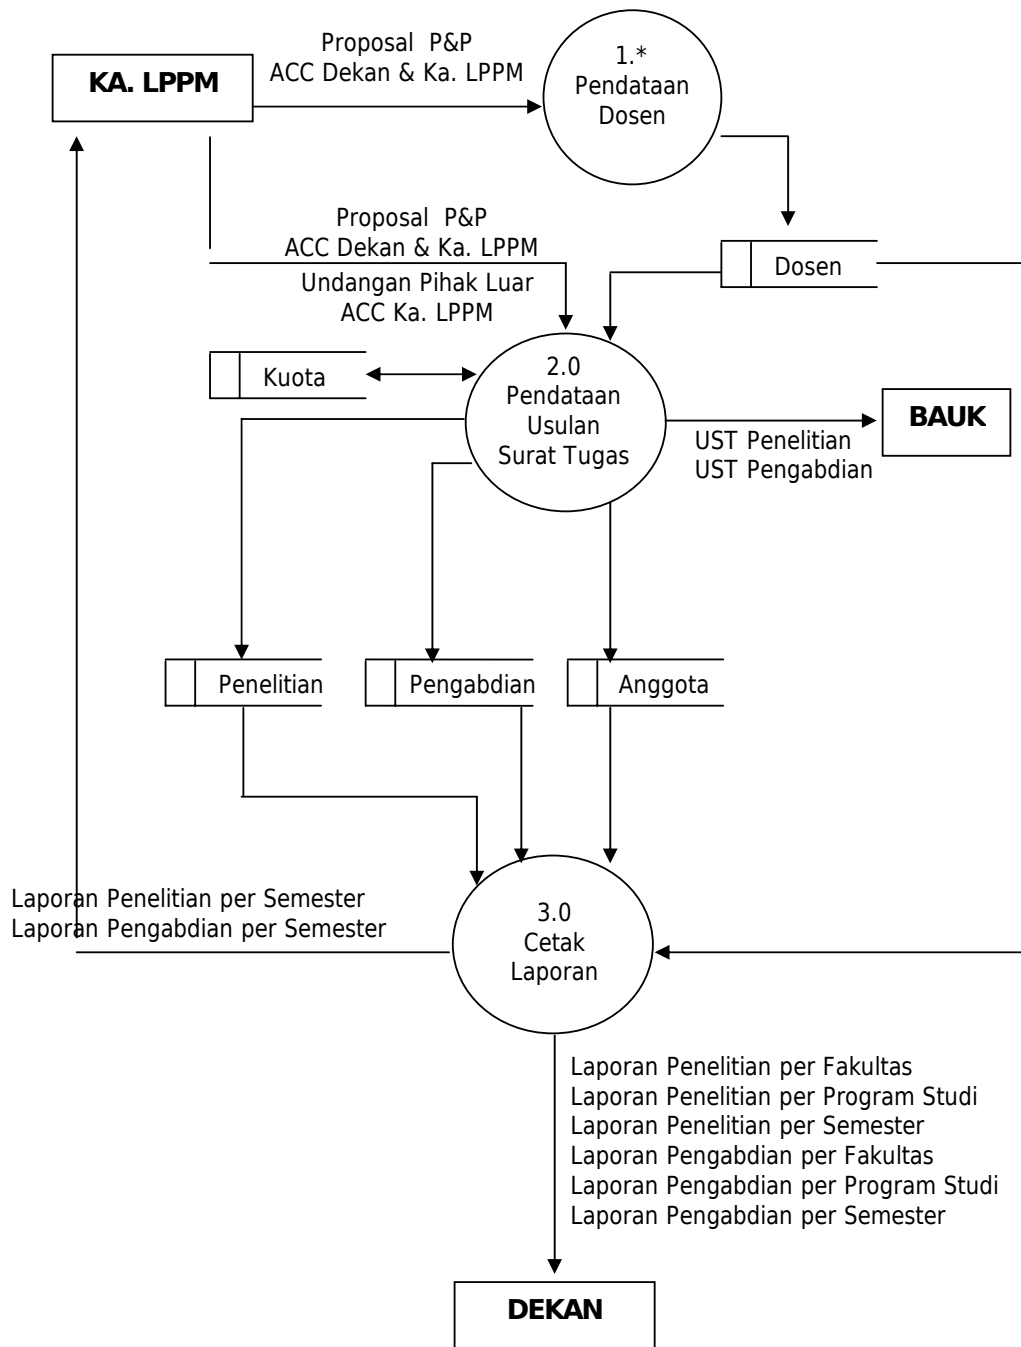 Proposal P&P
ACC Dekan & Ka. LPPM
KA. LPPM
1.*
Pendataan
Dosen
Proposal P&P
ACC Dekan & Ka. LPPM
Undangan Pihak Luar
ACC Ka. LPPM
Dosen
Kuota
2.0
Pendataan
Usulan
Surat Tugas
BAUK
UST Penelitian
UST Pengabdian
Penelitian
Pengabdian
Anggota
Laporan Penelitian per Semester
Laporan Pengabdian per Semester
3.0
Cetak
Laporan
Laporan Penelitian per Fakultas
Laporan Penelitian per Program Studi
Laporan Penelitian per Semester
Laporan Pengabdian per Fakultas
Laporan Pengabdian per Program Studi
Laporan Pengabdian per Semester
DEKAN